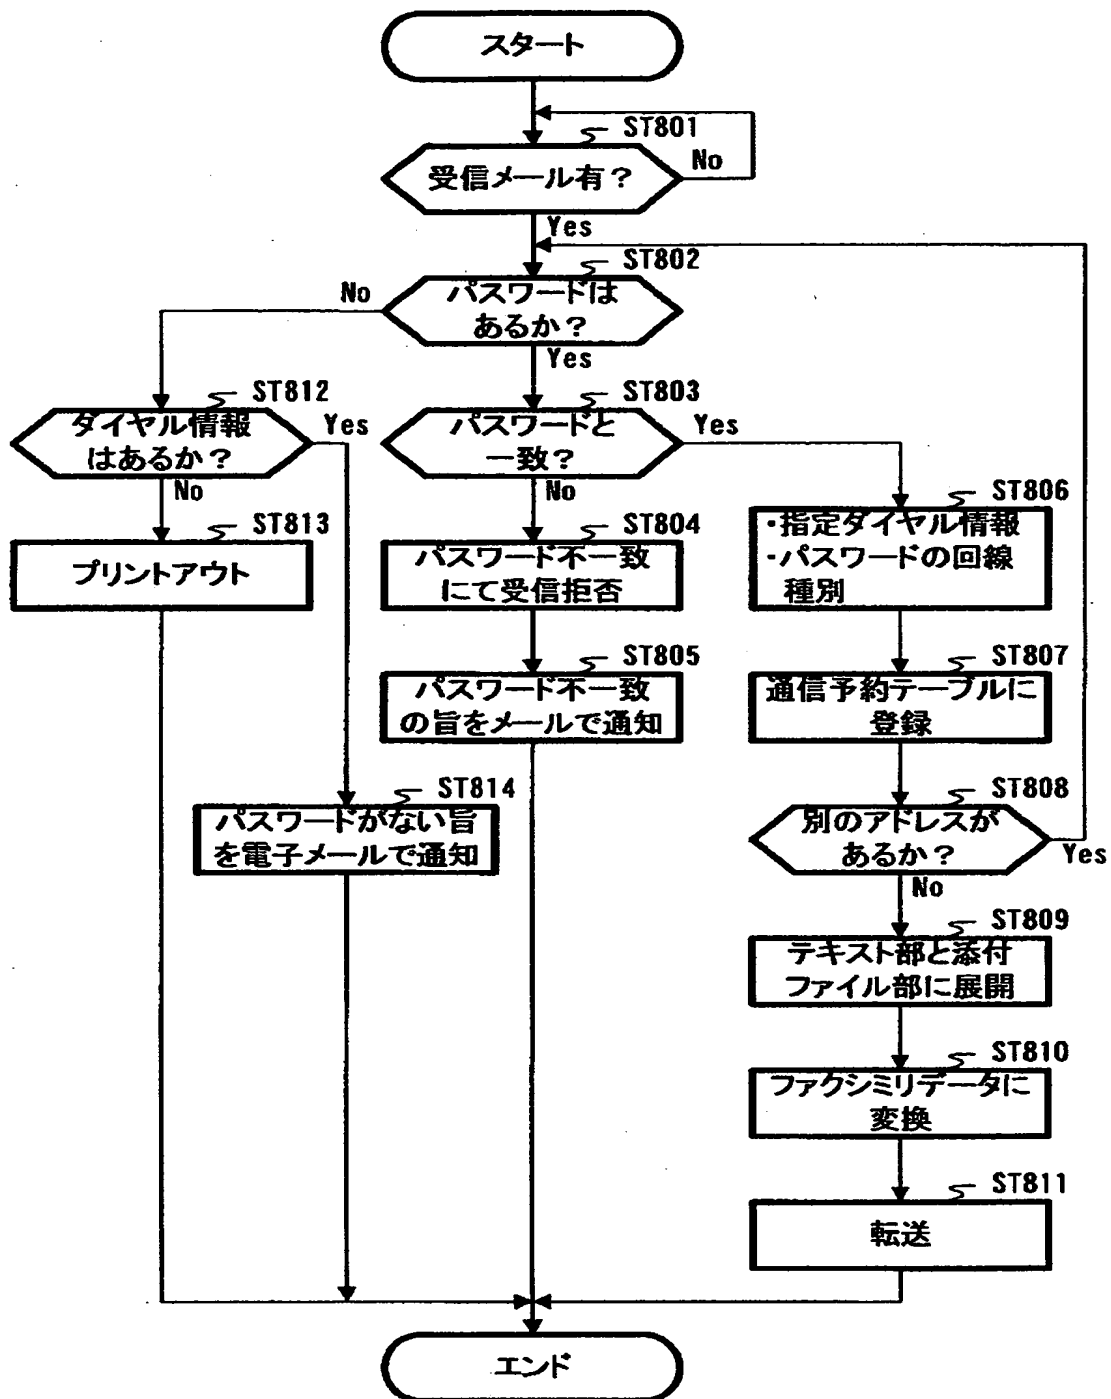 スタート
ST801
受信メール有?
No
Yes
ST802
パスワードは
あるか?
No
Yes
ST812
ダイヤル情報
はあるか?
Yes
No
ST803
パスワードと
一致?
Yes
No
ST813
プリントアウト
ST804
パスワード不一致
にて受信拒否
ST806
・指定ダイヤル情報
・パスワードの回線
種別
ST805
パスワード不一致
の旨をメールで通知
ST807
通信予約テーブルに
登録
ST814
パスワードがない旨
を電子メールで通知
ST808
別のアドレスが
あるか?
Yes
No
ST809
テキスト部と添付
ファイル部に展開
ST810
ファクシミリデータに
変換
ST811
転送
エンド